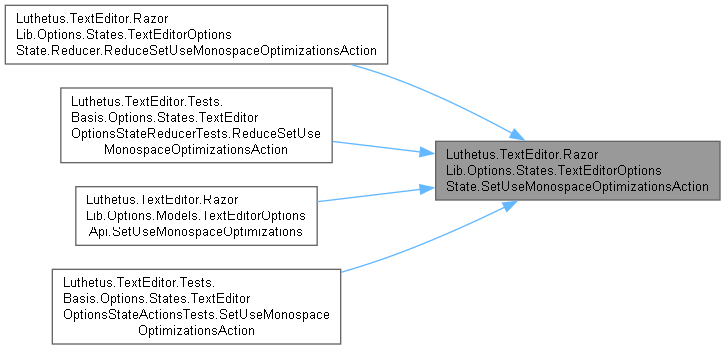 Luthetus.TextEditor.Razor
Lib.Options.States.TextEditorOptions
State.Reducer.ReduceSetUseMonospaceOptimizationsAction
Luthetus.TextEditor.Tests.
Basis.Options.States.TextEditor
OptionsStateReducerTests.ReduceSetUse
MonospaceOptimizationsAction
Luthetus.TextEditor.Razor
Lib.Options.States.TextEditorOptions
State.SetUseMonospaceOptimizationsAction
Luthetus.TextEditor.Razor
Lib.Options.Models.TextEditorOptions
Api.SetUseMonospaceOptimizations
Luthetus.TextEditor.Tests.
Basis.Options.States.TextEditor
OptionsStateActionsTests.SetUseMonospace
OptimizationsAction